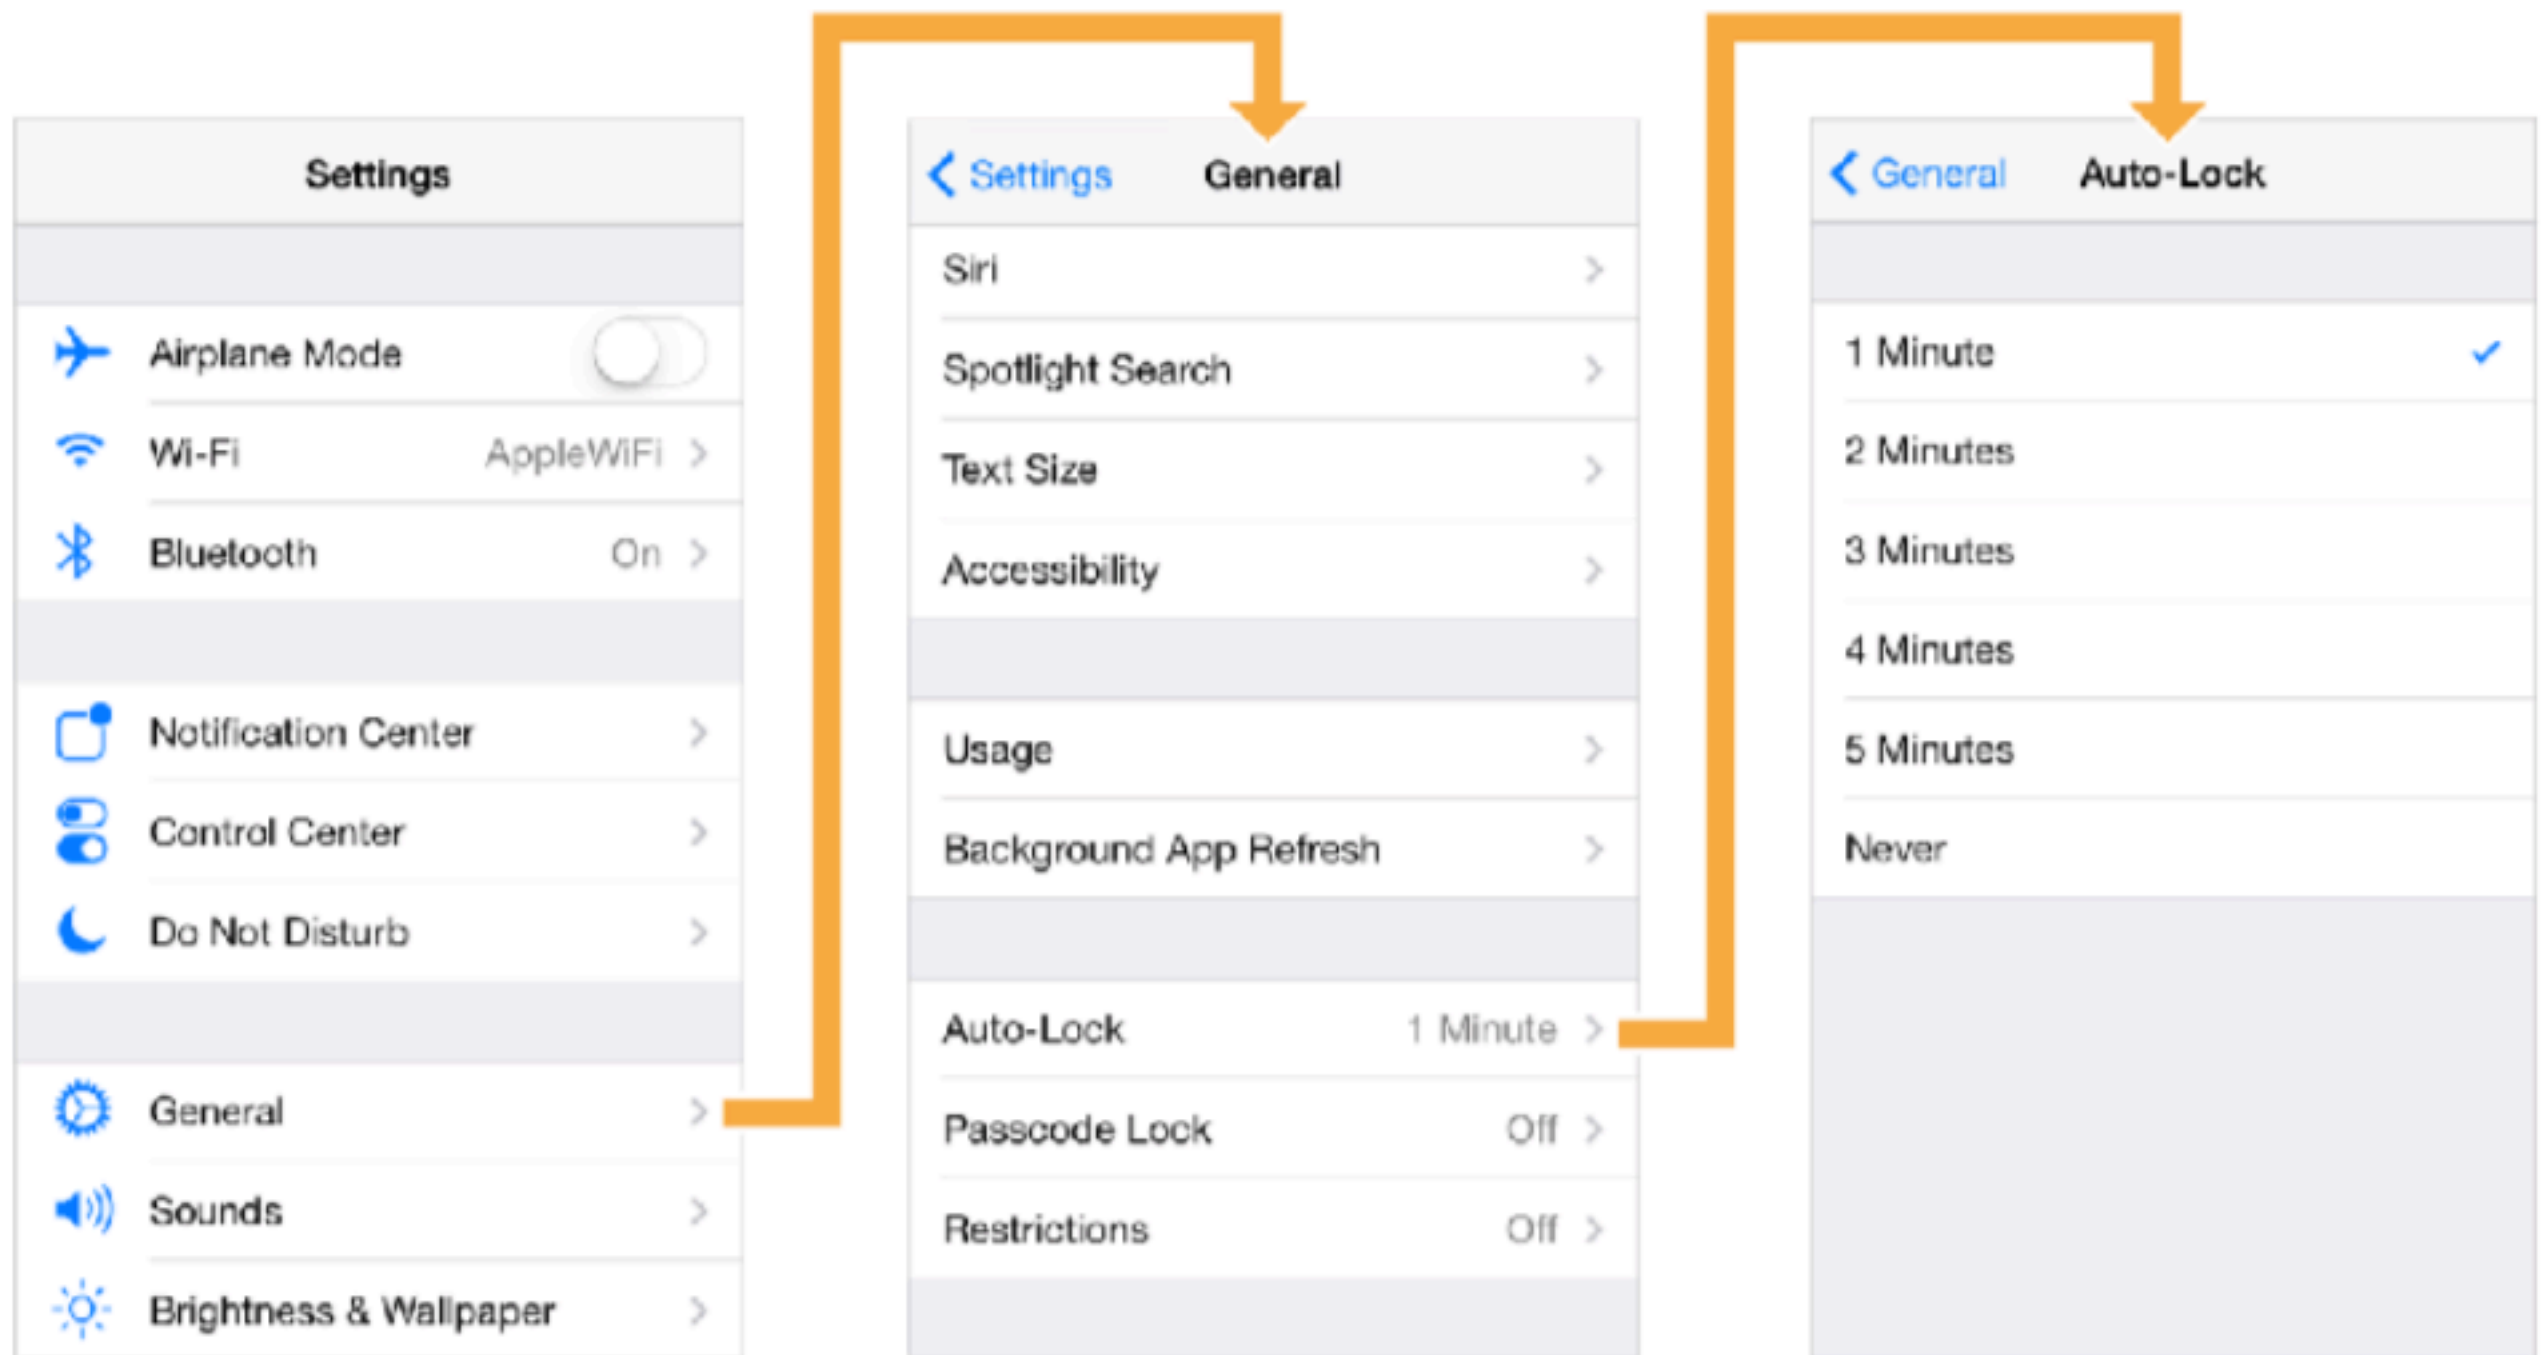 Settings
Airplane Mode
Wi-Fi AppleWiFi
Bluetooth On
Notification Center
Control Center
Do Not Disturb
General
Sounds
Brightness & Wallpaper
Settings General
Siri
Spotlight Search
Text Size
Accessibility
Usage
Background App Refresh
Auto-Lock 1 Minute
Passcode Lock Off
Restrictions Off
General Auto-Lock
1 Minute
2 Minutes
3 Minutes
4 Minutes
5 Minutes
Never